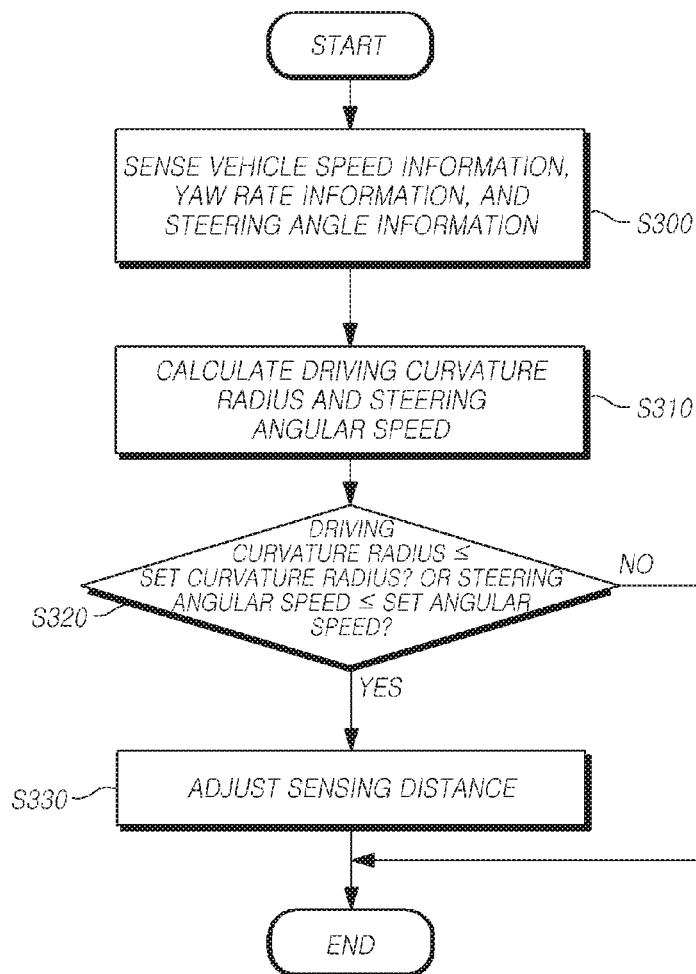 START
SENSE VEHICLE SPEED INFORMATION,
YAW RATE INFORMATION, AND
STEERING ANGLE INFORMATION
S300
CALCULATE DRIVING CURVATURE
RADIUS AND STEERING
ANGULAR SPEED
S310
DRIVING
CURVATURE RADIUS ≤
SET CURVATURE RADIUS? OR STEERING
ANGULAR SPEED ≤ SET ANGULAR
SPEED?
NO
S320
YES
ADJUST SENSING DISTANCE
S330
END